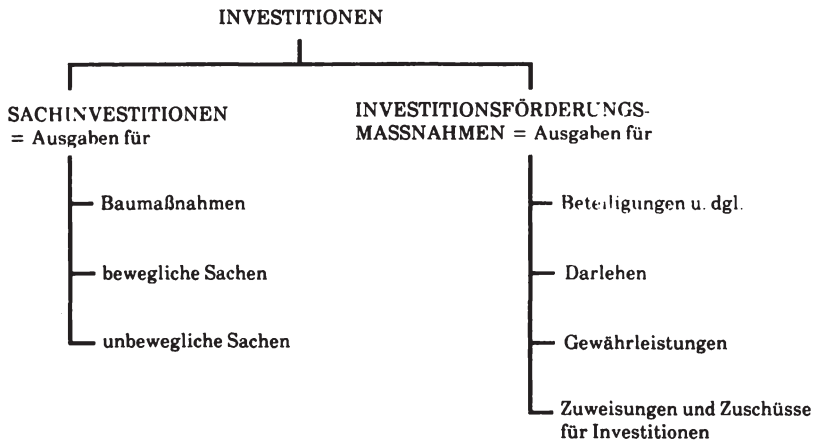 INVESTITIONEN
SACHINVESTITIONEN
= Ausgaben für
Baumaßnahmen
bewegliche Sachen
unbewegliche Sachen
INVESTITIONSFÖRDERUNGS-
MASSNAHMEN = Ausgaben für
Beteiligungen u. dgl.
Darlehen
Gewährleistungen
Zuweisungen und Zuschüsse
für Investitionen